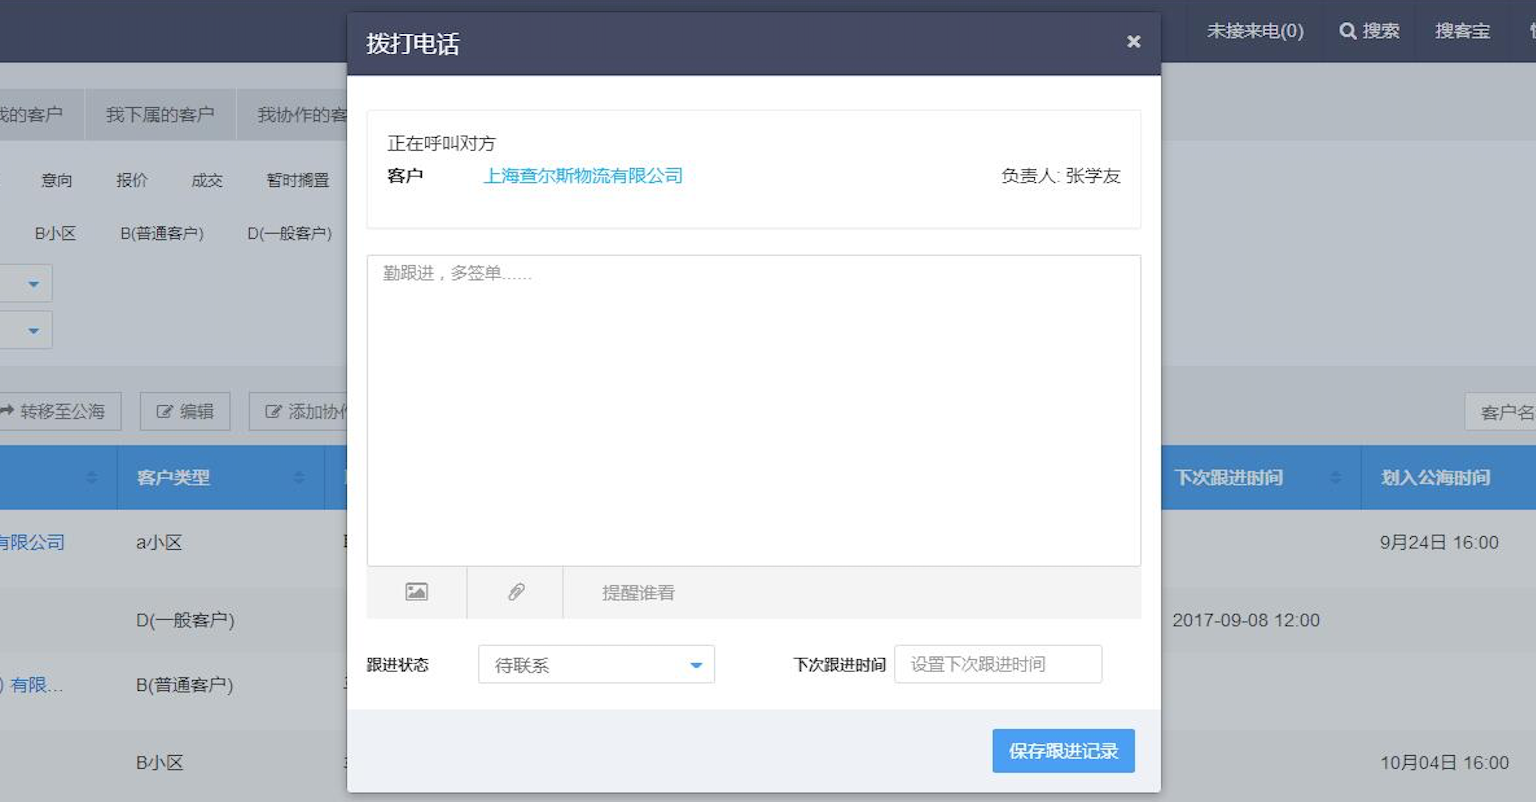 拨打电话
未接来电(0) 搜索 搜客宝
我的客户 我下属的客户 我协作的客
正在呼叫对方
客户 上海查尔斯物流有限公司 负责人: 张学友
意向 报价 成交 暂时搁置
B小区 B(普通客户) D(一般客户)
勤跟进，多签单......
转移至公海 编辑 添加协作
客户名
客户类型 下次跟进时间 划入公海时间
有限公司 a小区 9月24日 16:00
提醒谁看
D(一般客户) 2017-09-08 12:00
跟进状态 待联系 下次跟进时间 设置下次跟进时间
) 有限... B(普通客户)
保存跟进记录
B小区 10月04日 16:00